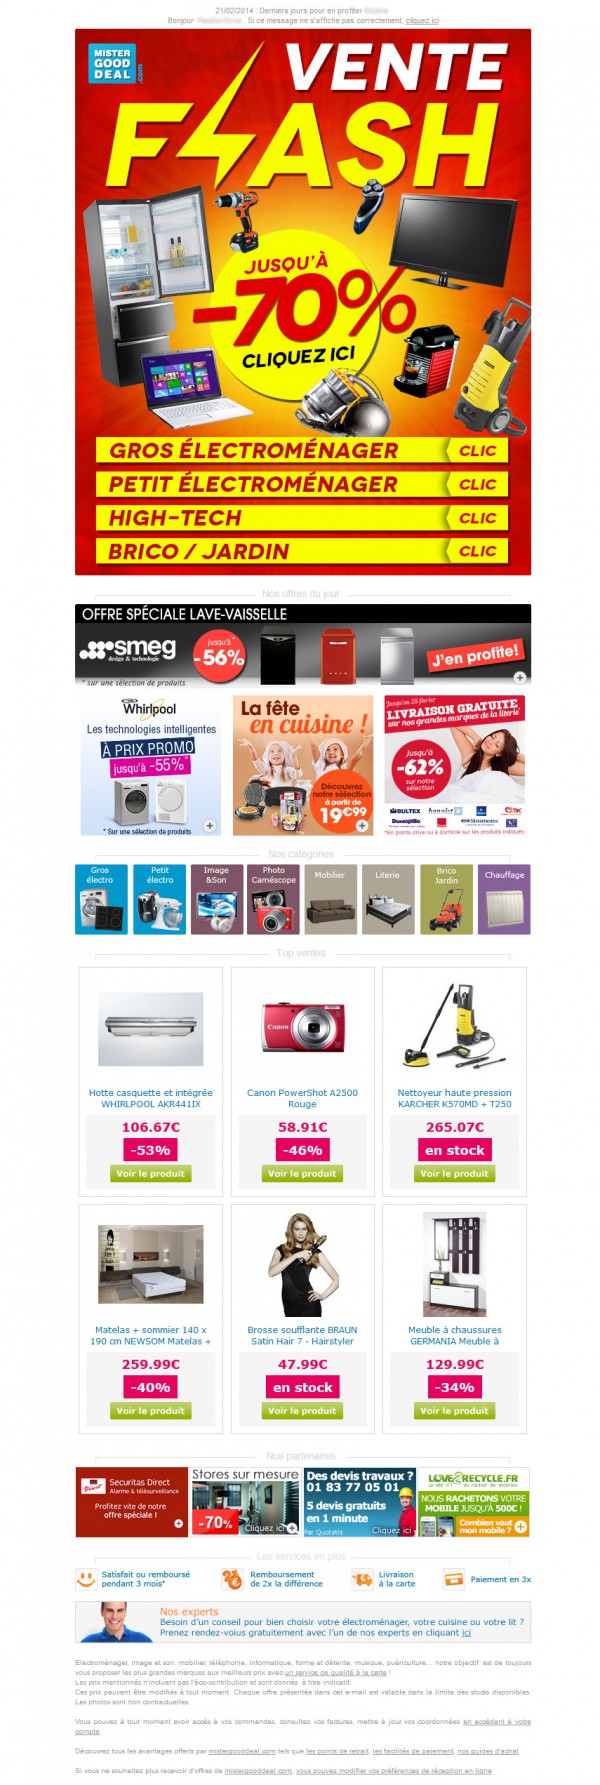 21/02/2014 : Derniers jours pour en profiter
Bonjour . Si ce message ne s'affiche pas correctement, cliquez ici
MISTER
GOOD
DEAL
.com
VENTE
FLASH
JUSQU'À
-70%
CLIQUEZ ICI
GROS ÉLECTROMÉNAGER CLIC
PETIT ÉLECTROMÉNAGER CLIC
HIGH-TECH CLIC
BRICO / JARDIN CLIC
Nos offres du jour
OFFRE SPÉCIALE LAVE-VAISSELLE
smeg
design & technologie
jusqu'à*
-56%
J'en profite!
* sur une sélection de produits
Whirlpool
Les technologies intelligentes
À PRIX PROMO
jusqu'à -55%*
* Sur une sélection de produits
La fête
en cuisine !
Découvrez
notre sélection
à partir de
19€99
Jusqu'au 28 février
LIVRAISON GRATUITE
sur nos grandes marques de la literie*
Jusqu'à
-62%
sur notre
sélection
BULTEX
Dunlopillo
Simmons
*En points drive ou à domicile sur les produits indiqués
Nos catégories
Gros
électro
Petit
électro
Image
&Son
Photo
Caméscope
Mobilier
Literie
Brico
Jardin
Chauffage
Top ventes
Canon
Hotte casquette et intégrée
WHIRLPOOL AKR441IX
106.67€
-53%
Voir le produit
Canon PowerShot A2500
Rouge
58.91€
-46%
Voir le produit
Nettoyeur haute pression
KARCHER K570MD + T250
265.07€
en stock
Voir le produit
Matelas + sommier 140 x
190 cm NEWSOM Matelas +
259.99€
-40%
Voir le produit
Brosse soufflante BRAUN
Satin Hair 7 - Hairstyler
47.99€
en stock
Voir le produit
Meuble à chaussures
GERMANIA Meuble à
129.99€
-34%
Voir le produit
Nos partenaires
Securitas Direct
Alarme & télésurveillance
Profitez vite de notre
offre spéciale !
Stores sur mesure
-70%
Cliquez ici
Des devis travaux ?
01 83 77 05 01
5 devis gratuits
en 1 minute
Par Quotatis
Cliquez ici
LOVE2RECYCLE.FR
Le site n°1 du rachat de mobiles
NOUS RACHETONS VOTRE
MOBILE JUSQU'À 500€ !
Combien vaut
mon mobile ?
Les services en plus
Satisfait ou remboursé
pendant 3 mois*
Remboursement
de 2x la différence
Livraison
à la carte
Paiement en 3x
Nos experts
Besoin d'un conseil pour bien choisir votre électroménager, votre cuisine ou votre lit ?
Prenez rendez-voius gratuitement avec l'un de nos experts en cliquant ici
Electroménager, image et son, mobilier, téléphonie, informatique, forme et détente, musique, puériculture... notre objectif est de toujours
vous proposer les plus grandes marques aux meilleurs prix avec un service de qualité à la carte !
Les prix mentionnés n'incluent pas l'éco-contribution et sont donnés à titre indicatif.
Ces prix peuvent être modifiés à tout moment. Chaque offre présentée dans cet e-mail est valable dans la limite des stocks disponibles.
Les photos sont non contractuelles.
Vous pouvez à tout moment avoir accès à vos commandes, consultez vos factures, mettre à jour vos coordonnées en accédant à votre
compte.
Découvrez tous les avantages offerts par mistergooddeal.com tels que les points de retrait, les facilités de paiement, nos guides d'achat
Si vous ne souhaitez plus recevoir d'offres de mistergooddeal.com, vous pouvez modifier vos préférences de réception en ligne